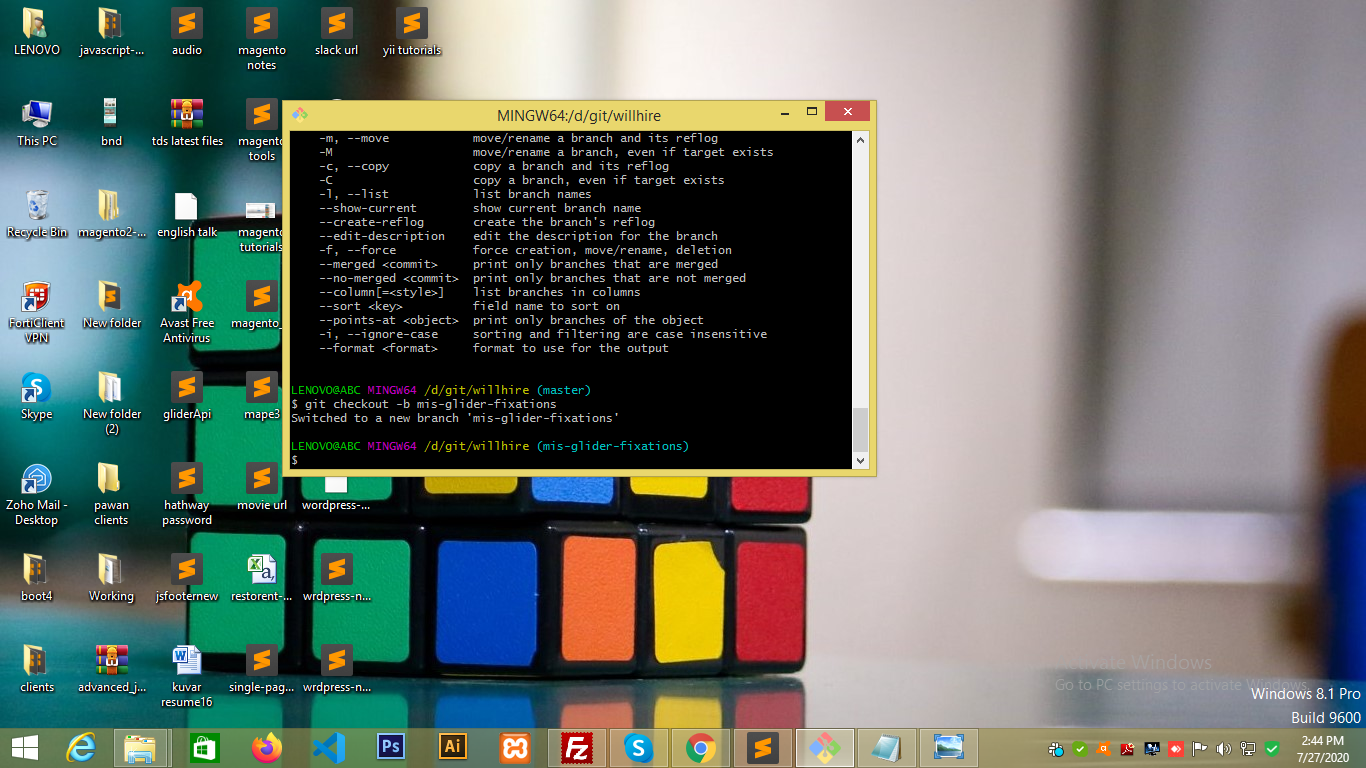 LENOVO
javascript-...
audio
magento
notes
slack url
yii tutorials
This PC
bnd
tds latest files
magento
tools
Recycle Bin
magento2-...
english talk
magento
tutorials
FortiClient
VPN
New folder
Avast Free
Antivirus
magento_
Skype
New folder
(2)
gliderApi
mape3
Zoho Mail -
Desktop
pawan
clients
hathway
password
movie url
wordpress-...
boot4
Working
jsfooternew
restorent-...
wrdpress-n...
clients
advanced_j...
kuvar
resume16
single-pag...
wrdpress-n...
MINGW64:/d/git/willhire
-m, --move move/rename a branch and its reflog
-M move/rename a branch, even if target exists
-c, --copy copy a branch and its reflog
-C copy a branch, even if target exists
-l, --list list branch names
--show-current show current branch name
--create-reflog create the branch's reflog
--edit-description edit the description for the branch
-f, --force force creation, move/rename, deletion
--merged <commit> print only branches that are merged
--no-merged <commit> print only branches that are not merged
--column[=<style>] list branches in columns
--sort <key> field name to sort on
--points-at <object> print only branches of the object
-i, --ignore-case sorting and filtering are case insensitive
--format <format> format to use for the output
LENOVO@ABC MINGW64 /d/git/willhire (master)
$ git checkout -b mis-glider-fixations
Switched to a new branch 'mis-glider-fixations'
LENOVO@ABC MINGW64 /d/git/willhire (mis-glider-fixations)
$
Activate Windows
Go to PC settings to activate Windows.
Windows 8.1 Pro
Build 9600
Ps
Ai
Fz
2:44 PM
7/27/2020